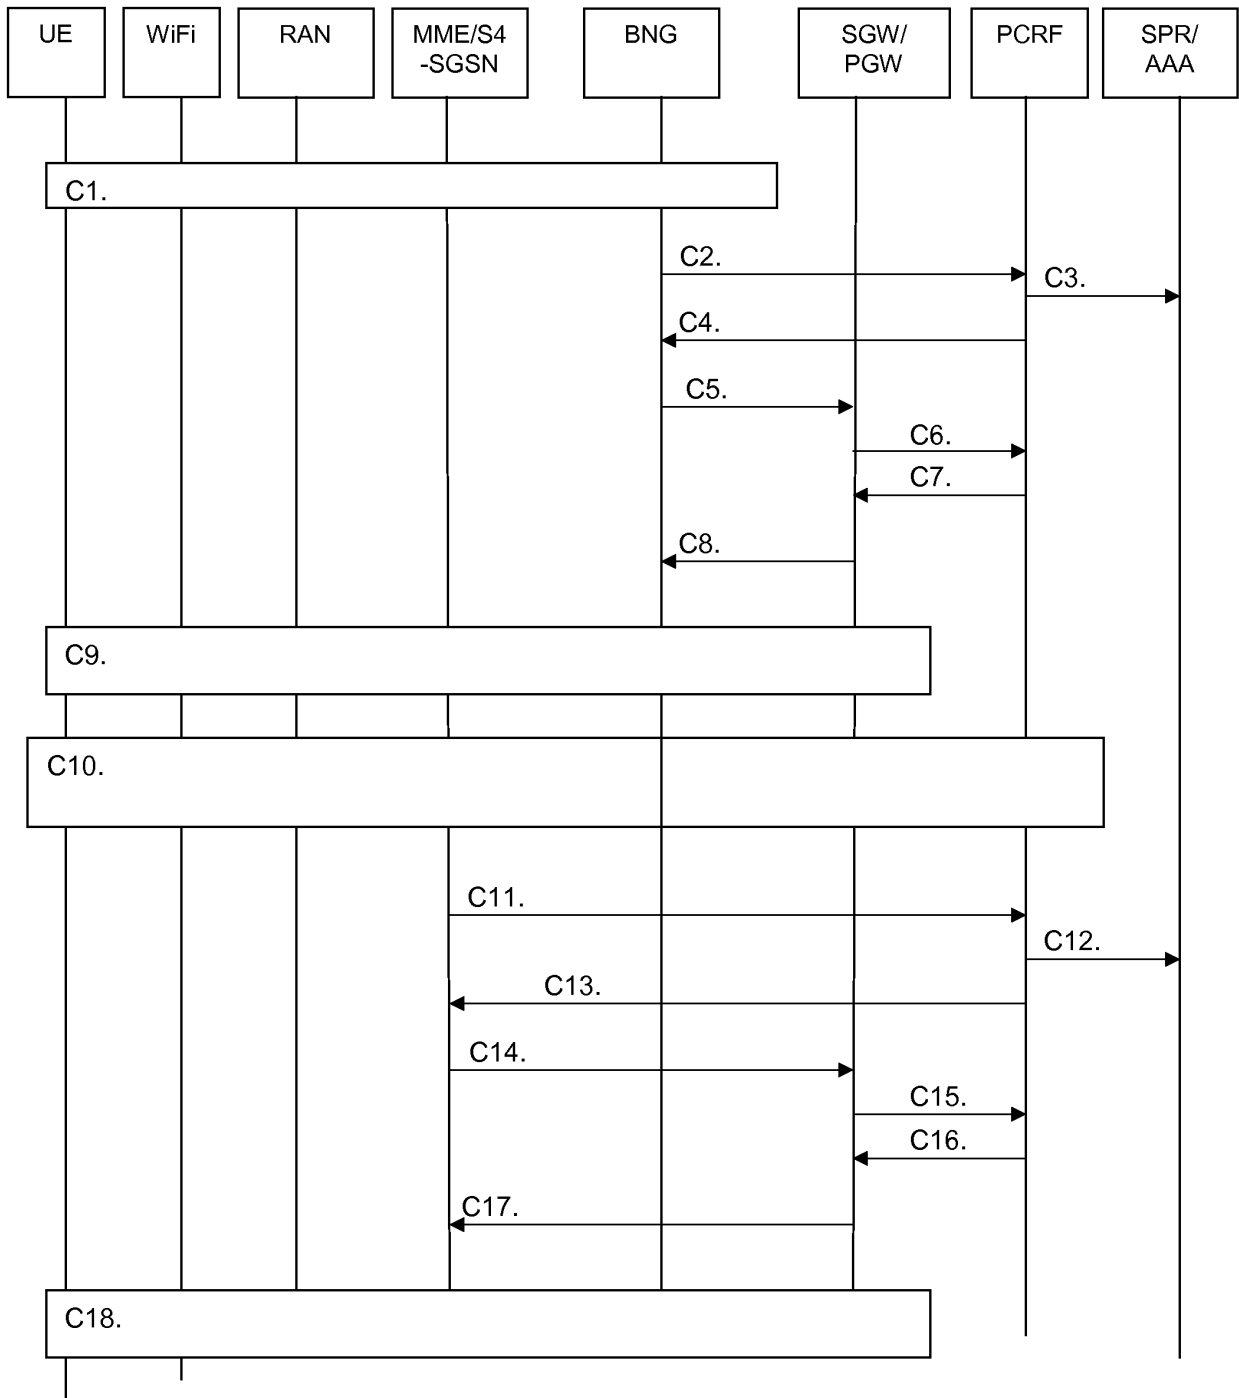 UE
WiFi
RAN
MME/S4
-SGSN
BNG
SGW/
PGW
PCRF
SPR/
AAA
C1.
C2.
C3.
C4.
C5.
C6.
C7.
C8.
C9.
C10.
C11.
C12.
C13.
C14.
C15.
C16.
C17.
C18.